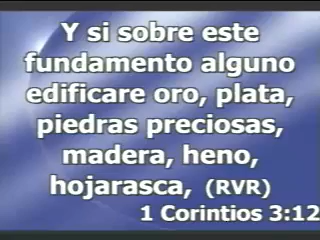 Y si sobre este
fundamento alguno
edificare oro, plata,
piedras preciosas,
madera, heno,
hojarasca, (RVR)
1 Corintios 3:12